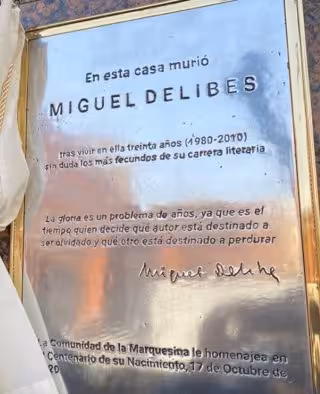 En esta casa murió
MIGUEL DELIBES
tras vivir en ella treinta años (1980-2010)
sin duda los más fecundos de su carrera literaria
La gloria es un problema de años, ya que es el
tiempo quien decide qué autor está destinado a
ser olvidado y qué otro está destinado a perdurar
Miguel Delibes
La Comunidad de la Marquesina le homenajea en
Centenario de su Nacimiento, 17 de Octubre de
20